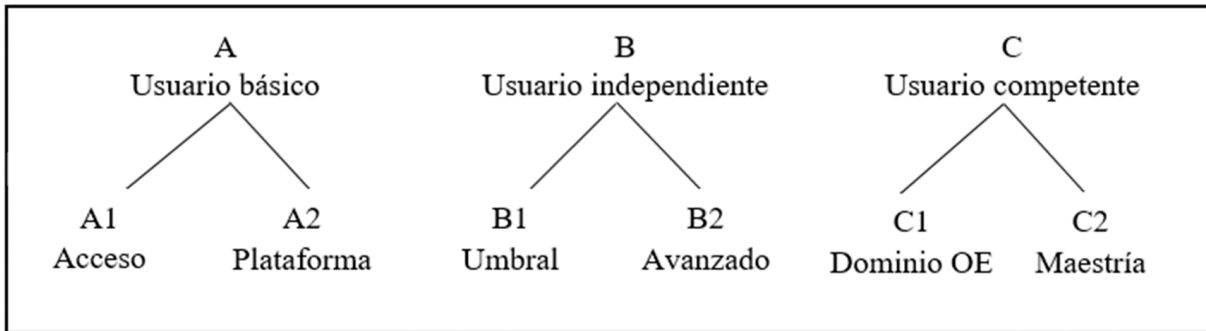 A
Usuario básico
B
Usuario independiente
C
Usuario competente
A1
Acceso
A2
Plataforma
B1
Umbral
B2
Avanzado
C1
Dominio OE
C2
Maestría